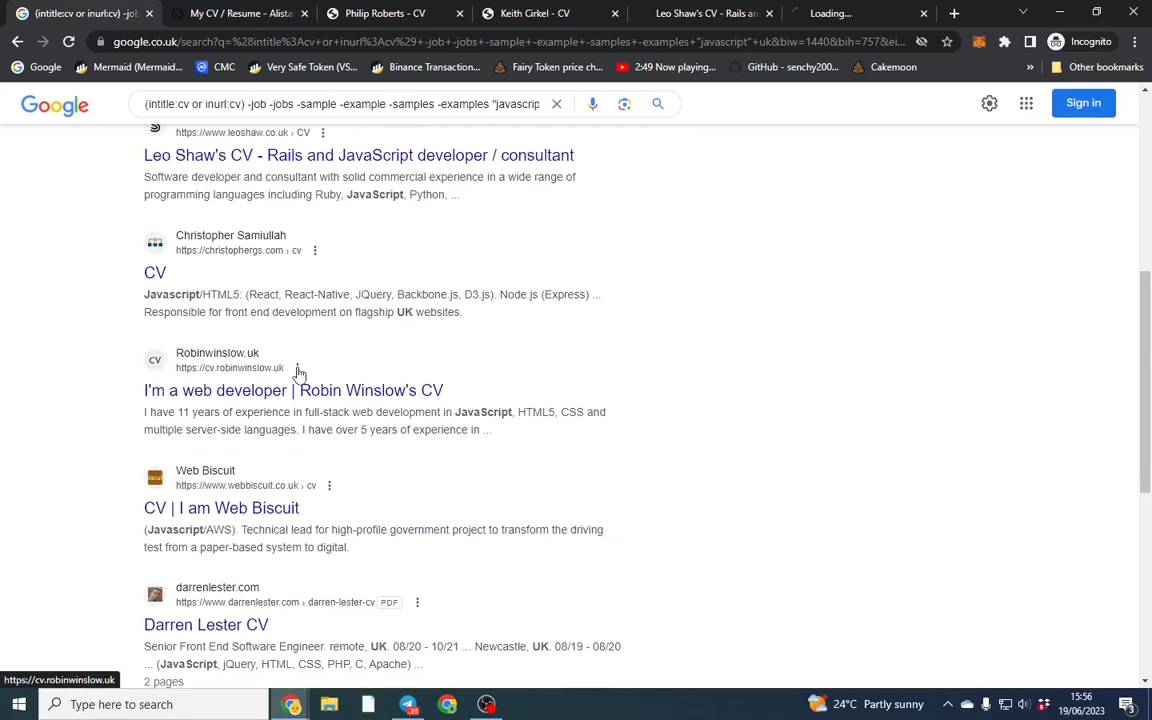 (intitle:cv or inurl:cv) -job
My CV / Resume - Alistai
Philip Roberts - CV
Keith Cirkel - CV
Leo Shaw's CV - Rails an
Loading...
google.co.uk/search?q=%28intitle%3Acv+or+inurl%3Acv%29+-job+-jobs+-sample+-example+-samples+-examples+"javascript"+uk&biw=1440&bih=757&ei...
Incognito
Google
Mermaid (Mermaid...
CMC
Very Safe Token (VS...
Binance Transaction...
Fairy Token price ch...
2:49 Now playing...
GitHub - senchy200...
Cakemoon
»
Other bookmarks
Google
(intitle:cv or inurl:cv) -job -jobs -sample -example -samples -examples "javascrip
Sign in
https://www.leoshaw.co.uk › CV
Leo Shaw's CV - Rails and JavaScript developer / consultant
Software developer and consultant with solid commercial experience in a wide range of
programming languages including Ruby, JavaScript, Python, ...
Christopher Samiullah
https://christophergs.com › cv
CV
Javascript/HTML5: (React, React-Native, JQuery, Backbone.js, D3.js). Node.js (Express) ...
Responsible for front end development on flagship UK websites.
CV
Robinwinslow.uk
https://cv.robinwinslow.uk
I'm a web developer | Robin Winslow's CV
I have 11 years of experience in full-stack web development in JavaScript, HTML5, CSS and
multiple server-side languages. I have over 5 years of experience in ...
Web Biscuit
https://www.webbiscuit.co.uk › cv
CV | I am Web Biscuit
(Javascript/AWS). Technical lead for high-profile government project to transform the driving
test from a paper-based system to digital.
darrenlester.com
https://www.darrenlester.com › darren-lester-cv PDF
Darren Lester CV
Senior Front End Software Engineer. remote, UK. 08/20 - 10/21 ... Newcastle, UK. 08/19 - 08/20
... (JavaScript, jQuery, HTML, CSS, PHP, C, Apache) ...
2 pages
https://cv.robinwinslow.uk
Type here to search
24°C Partly sunny
15:56
19/06/2023
3